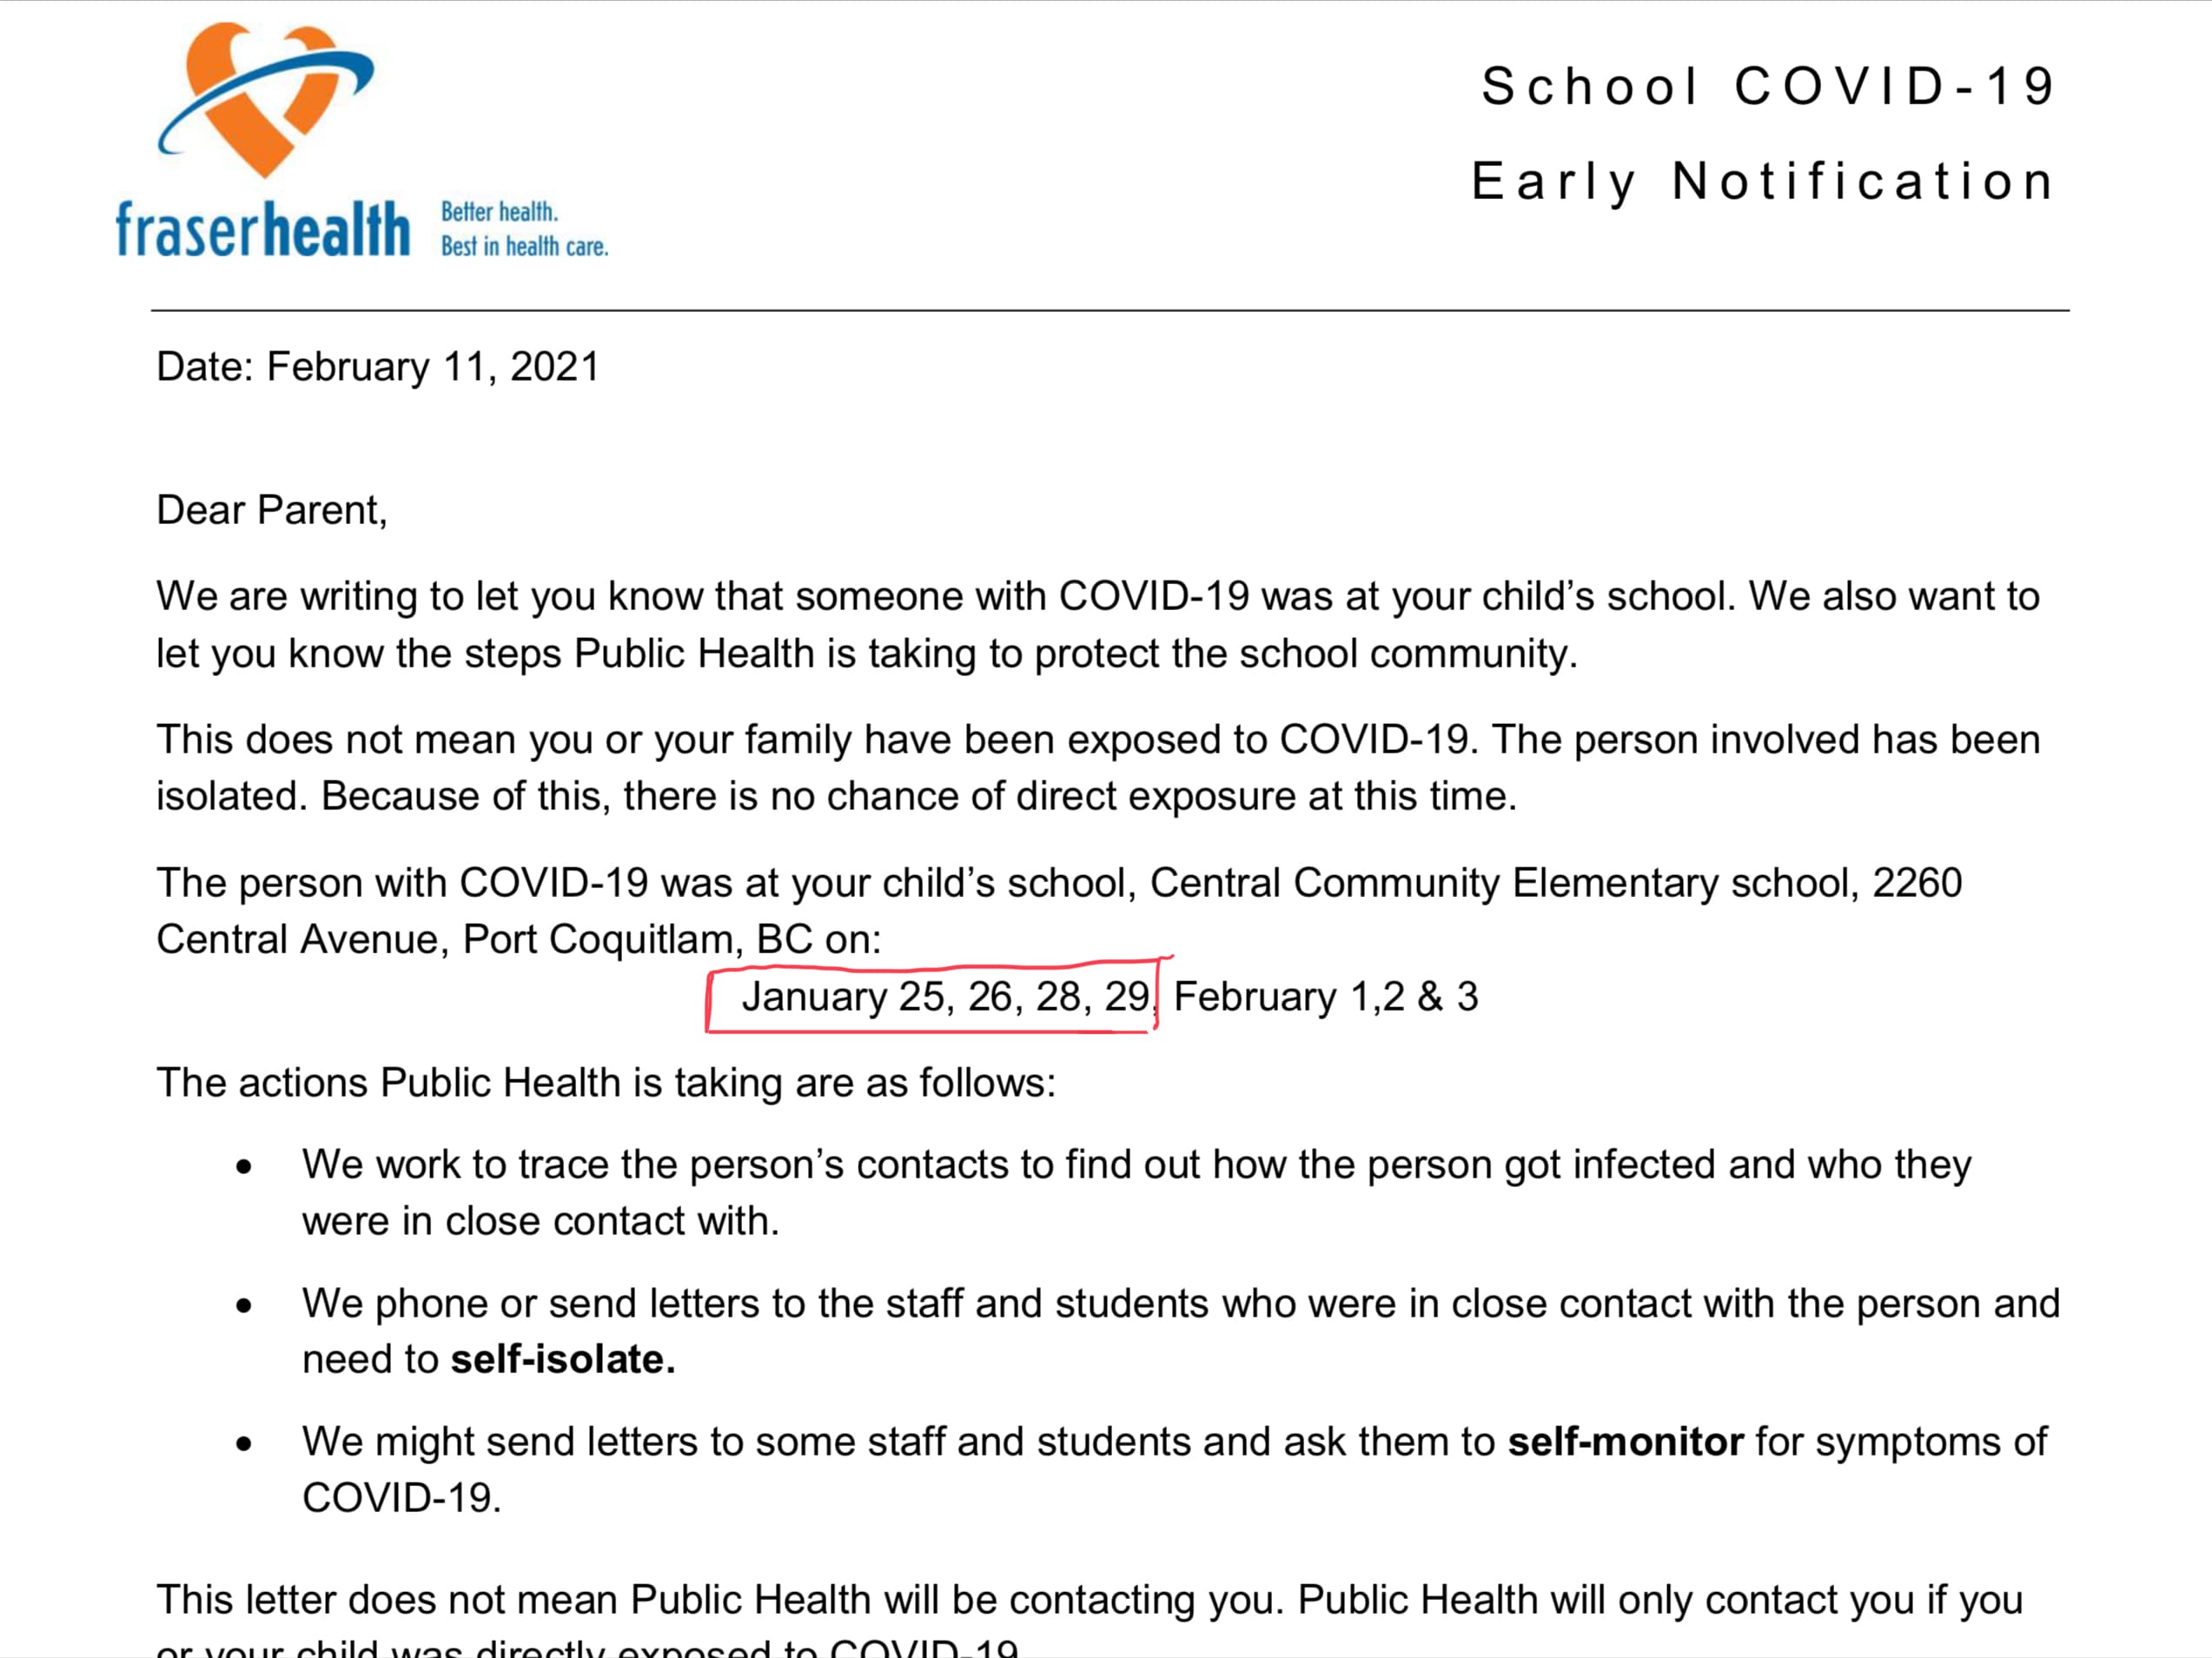 School COVID-19
Early Notification
fraserhealth
Better health.
Best in health care.
Date: February 11, 2021
Dear Parent,
We are writing to let you know that someone with COVID-19 was at your child’s school. We also want to
let you know the steps Public Health is taking to protect the school community.
This does not mean you or your family have been exposed to COVID-19. The person involved has been
isolated. Because of this, there is no chance of direct exposure at this time.
The person with COVID-19 was at your child’s school, Central Community Elementary school, 2260
Central Avenue, Port Coquitlam, BC on:
January 25, 26, 28, 29, February 1,2 & 3
The actions Public Health is taking are as follows:
• We work to trace the person’s contacts to find out how the person got infected and who they
were in close contact with.
• We phone or send letters to the staff and students who were in close contact with the person and
need to self-isolate.
• We might send letters to some staff and students and ask them to self-monitor for symptoms of
COVID-19.
This letter does not mean Public Health will be contacting you. Public Health will only contact you if you
or your child was directly exposed to COVID-19